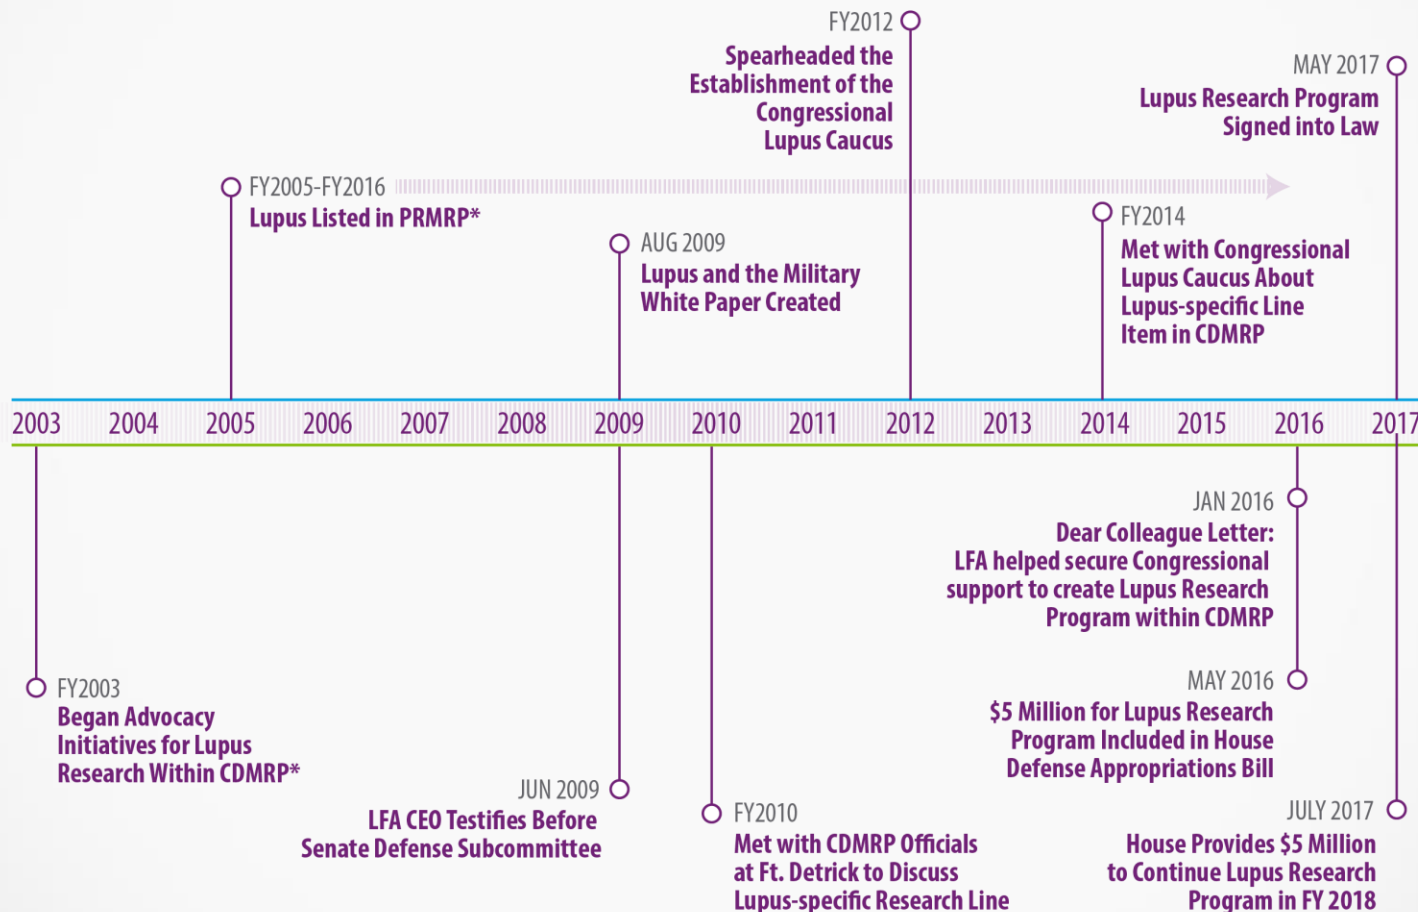 FY2012
Spearheaded the
Establishment of the
Congressional
Lupus Caucus
MAY 2017
Lupus Research Program
Signed into Law
FY2005-FY2016
Lupus Listed in PRMRP*
AUG 2009
Lupus and the Military
White Paper Created
FY2014
Met with Congressional
Lupus Caucus About
Lupus-specific Line
Item in CDMRP
2003 2004 2005 2006 2007 2008 2009 2010 2011 2012 2013 2014 2015 2016 2017
JAN 2016
Dear Colleague Letter:
LFA helped secure Congressional
support to create Lupus Research
Program within CDMRP
FY2003
Began Advocacy
Initiatives for Lupus
Research Within CDMRP*
MAY 2016
$5 Million for Lupus Research
Program Included in House
Defense Appropriations Bill
JUN 2009
LFA CEO Testifies Before
Senate Defense Subcommittee
FY2010
Met with CDMRP Officials
at Ft. Detrick to Discuss
Lupus-specific Research Line
JULY 2017
House Provides $5 Million
to Continue Lupus Research
Program in FY 2018